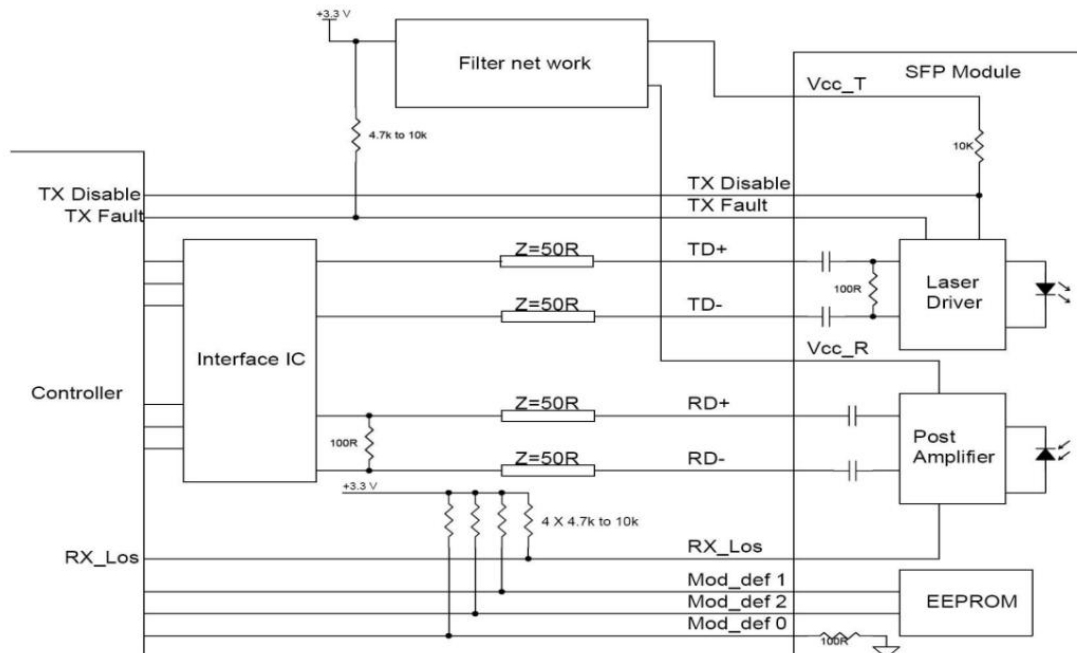 +3.3 V
Filter net work
SFP Module
Vcc_T
4.7k to 10k
10K
TX Disable
TX Disable
TX Fault
TX Fault
Z=50R
TD+
Laser
Driver
100R
Z=50R
TD-
Interface IC
Vcc_R
Controller
Z=50R
RD+
Post
Amplifier
100R
Z=50R
RD-
+3.3 V
4 X 4.7k to 10k
RX_Los
RX_Los
Mod_def 1
Mod_def 2
EEPROM
Mod_def 0
100R